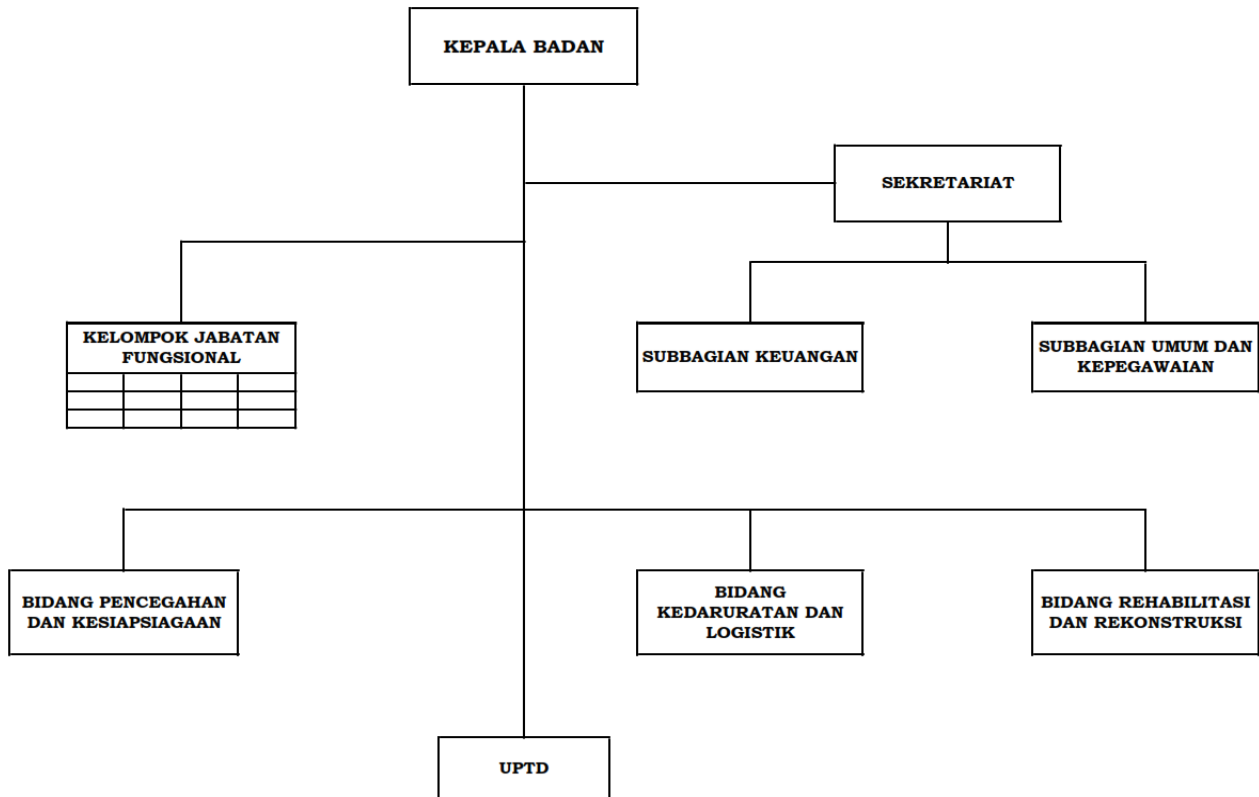 KEPALA BADAN
SEKRETARIAT
KELOMPOK JABATAN
FUNGSIONAL
SUBBAGIAN KEUANGAN
SUBBAGIAN UMUM DAN
KEPEGAWAIAN
BIDANG PENCEGAHAN
DAN KESIAPSIAGAAN
BIDANG
KEDARURATAN DAN
LOGISTIK
BIDANG REHABILITASI
DAN REKONSTRUKSI
UPTD